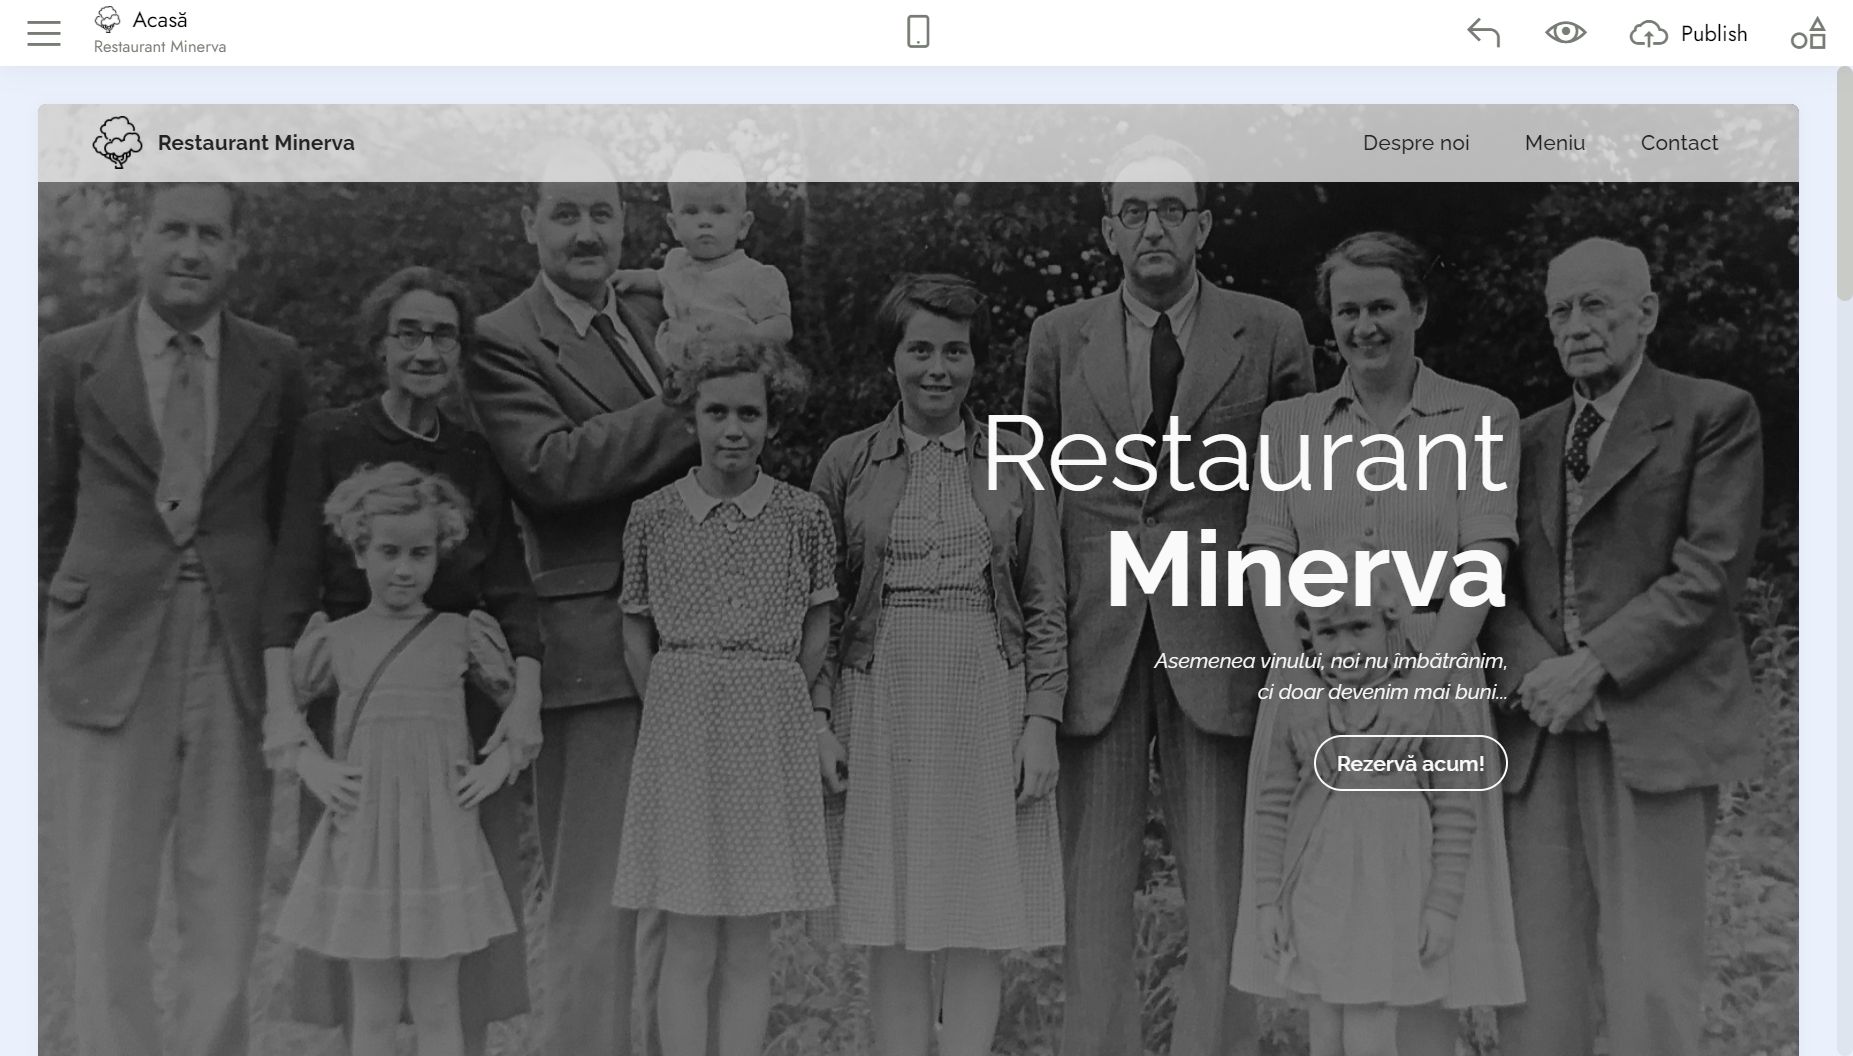 Acasă
Restaurant Minerva
Publish
Restaurant Minerva
Despre noi
Meniu
Contact
Restaurant
Minerva
Asemenea vinului, noi nu îmbătrânim,
ci doar devenim mai buni...
Rezervă acum!